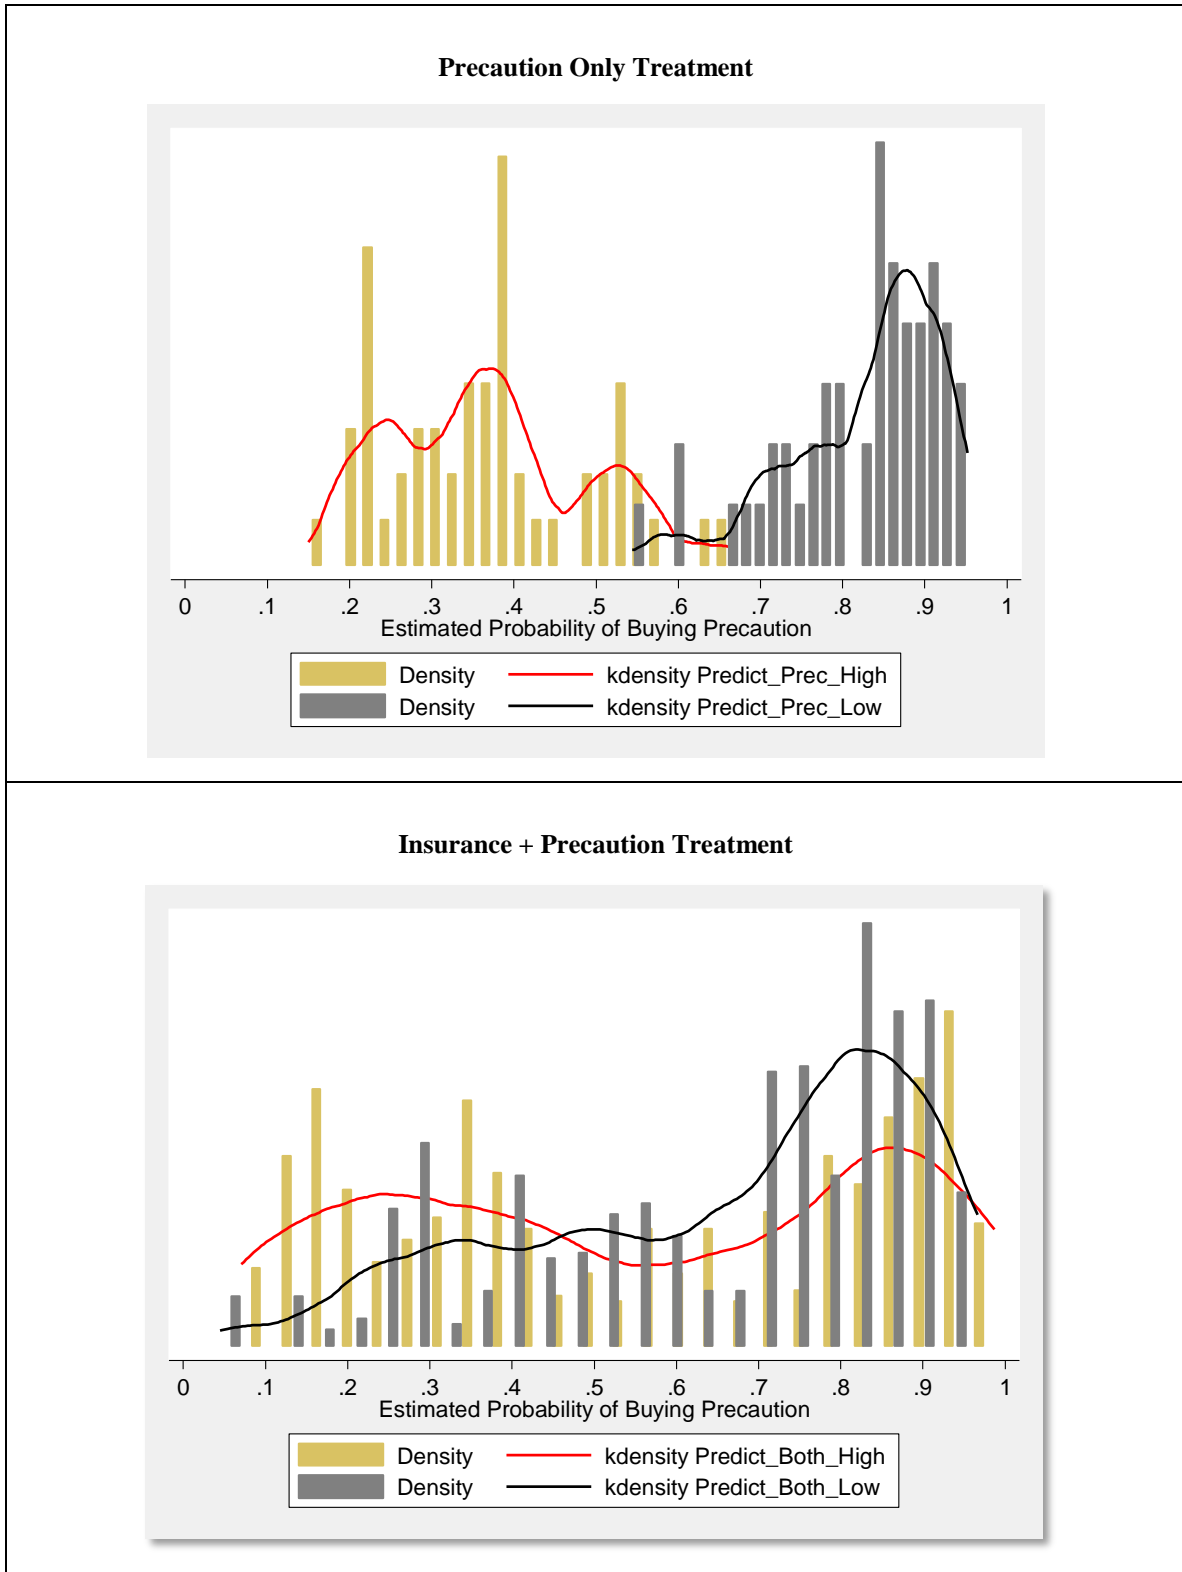 Precaution Only Treatment
0 .1 .2 .3 .4 .5 .6 .7 .8 .9 1
Estimated Probability of Buying Precaution
Density kdensity Predict_Prec_High
Density kdensity Predict_Prec_Low
Insurance + Precaution Treatment
0 .1 .2 .3 .4 .5 .6 .7 .8 .9 1
Estimated Probability of Buying Precaution
Density kdensity Predict_Both_High
Density kdensity Predict_Both_Low